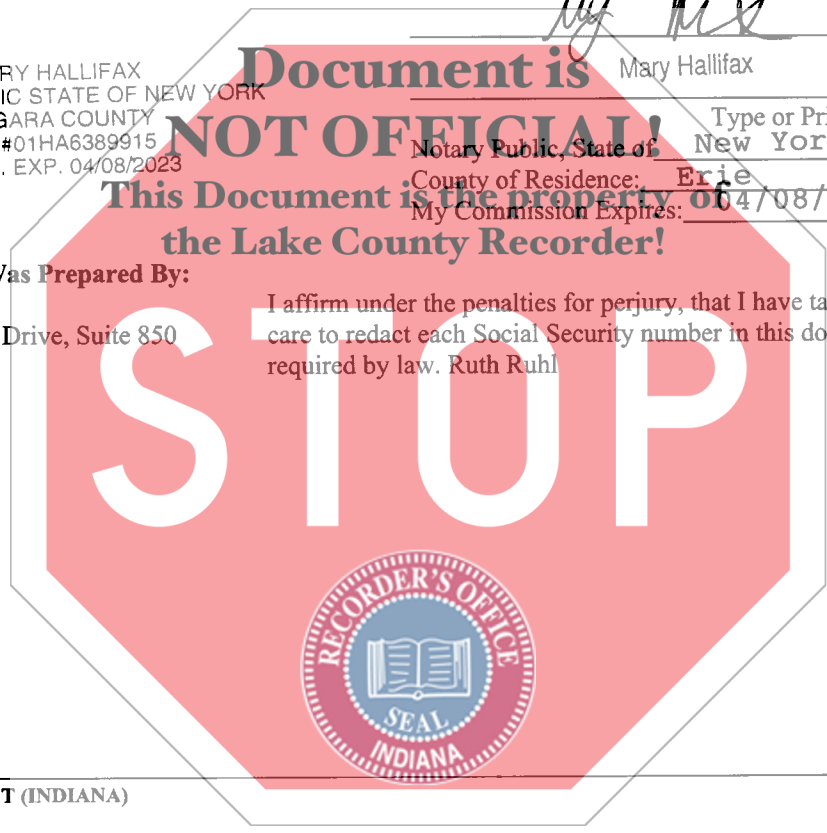 RY HALLIFAX
IC STATE OF NEW YORK
GARA COUNTY
#01HA6389915
. EXP. 04/08/2023
Mary Hallifax
Type or Pri
Notary Public, State of New Yor
County of Residence: Erie
My Commission Expires: 04/08/
Document is
NOT OFFICIAL!
This Document is the property of
the Lake County Recorder!
Was Prepared By:
I affirm under the penalties for perjury, that I have ta
Drive, Suite 850 care to redact each Social Security number in this do
required by law. Ruth Ruhl
STOP
RECORDER'S OFFICE
SEAL
INDIANA
T (INDIANA)